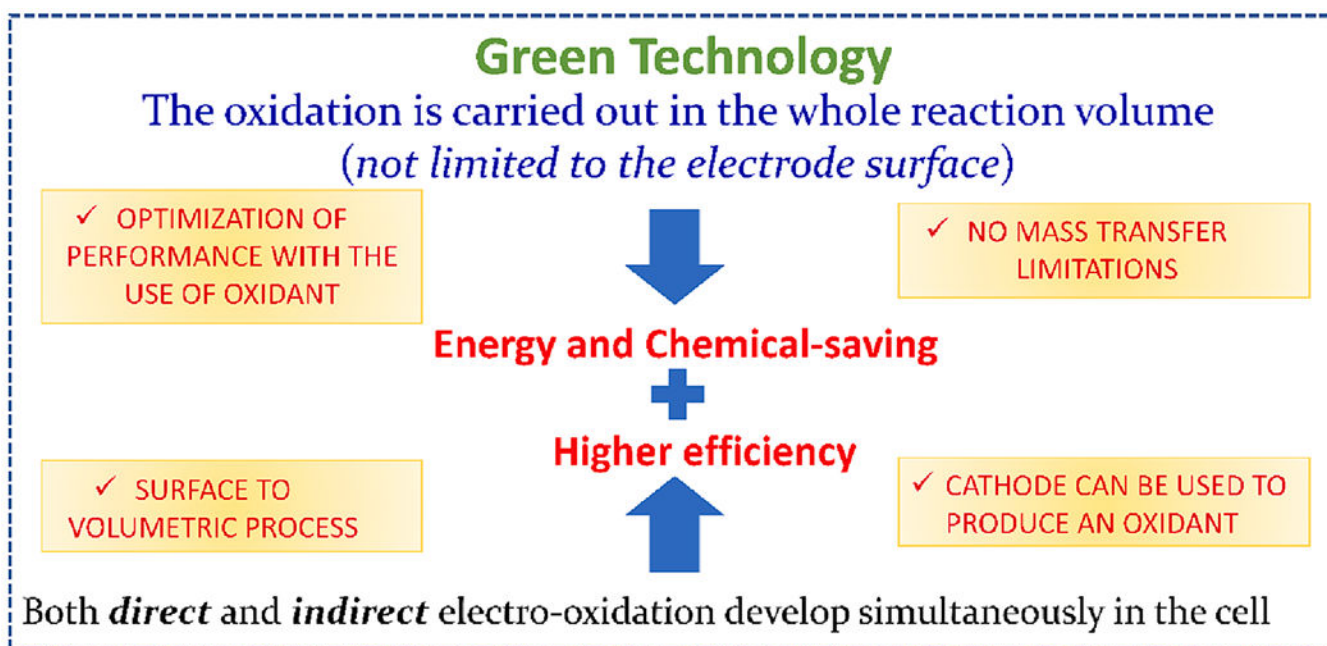 Green Technology
The oxidation is carried out in the whole reaction volume
(not limited to the electrode surface)
✓ OPTIMIZATION OF
PERFORMANCE WITH THE
USE OF OXIDANT
✓ NO MASS TRANSFER
LIMITATIONS
Energy and Chemical-saving
Higher efficiency
✓ SURFACE TO
VOLUMETRIC PROCESS
✓ CATHODE CAN BE USED TO
PRODUCE AN OXIDANT
Both direct and indirect electro-oxidation develop simultaneously in the cell